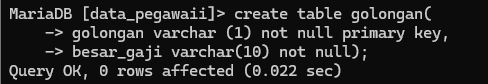 MariaDB [data_pegawaii]> create table golongan(
    -> golongan varchar (1) not null primary key,
    -> besar_gaji varchar(10) not null);
Query OK, 0 rows affected (0.022 sec)